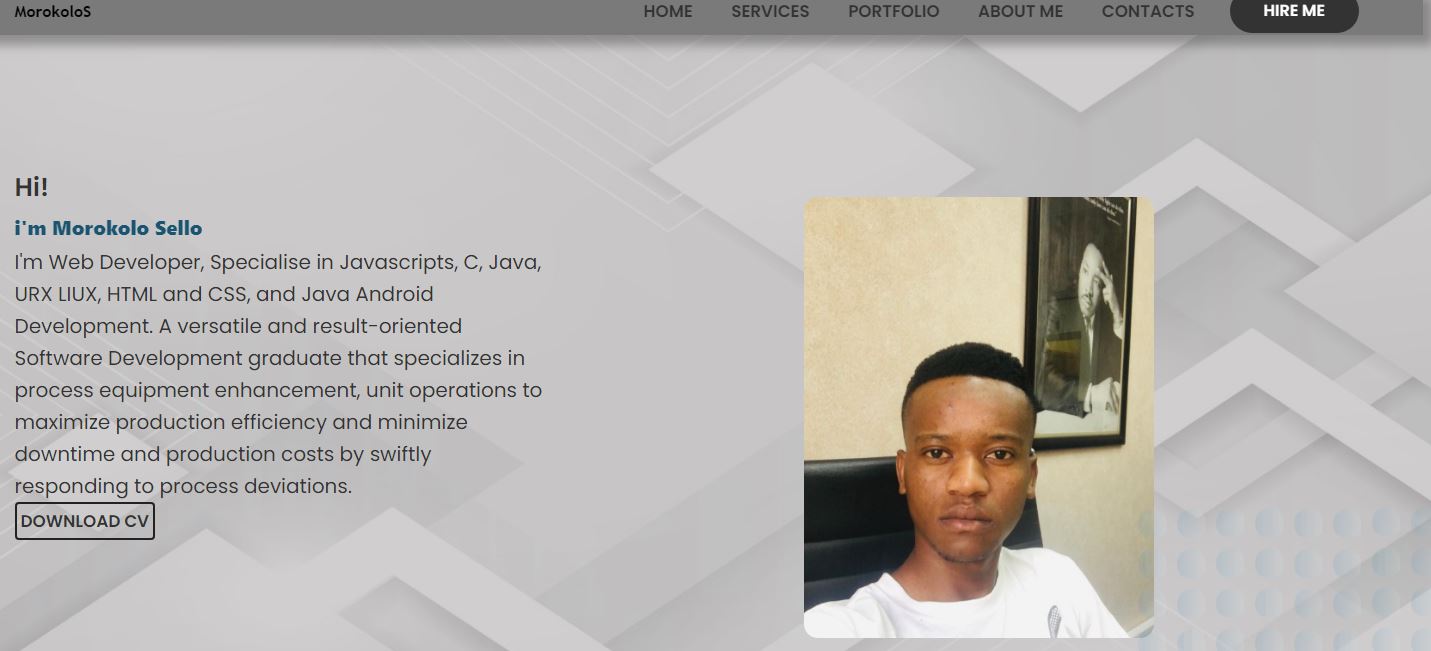 MorokoloS
HOME SERVICES PORTFOLIO ABOUT ME CONTACTS HIRE ME
Hi!
i'm Morokolo Sello
I'm Web Developer, Specialise in Javascripts, C, Java,
URX LIUX, HTML and CSS, and Java Android
Development. A versatile and result-oriented
Software Development graduate that specializes in
process equipment enhancement, unit operations to
maximize production efficiency and minimize
downtime and production costs by swiftly
responding to process deviations.
DOWNLOAD CV